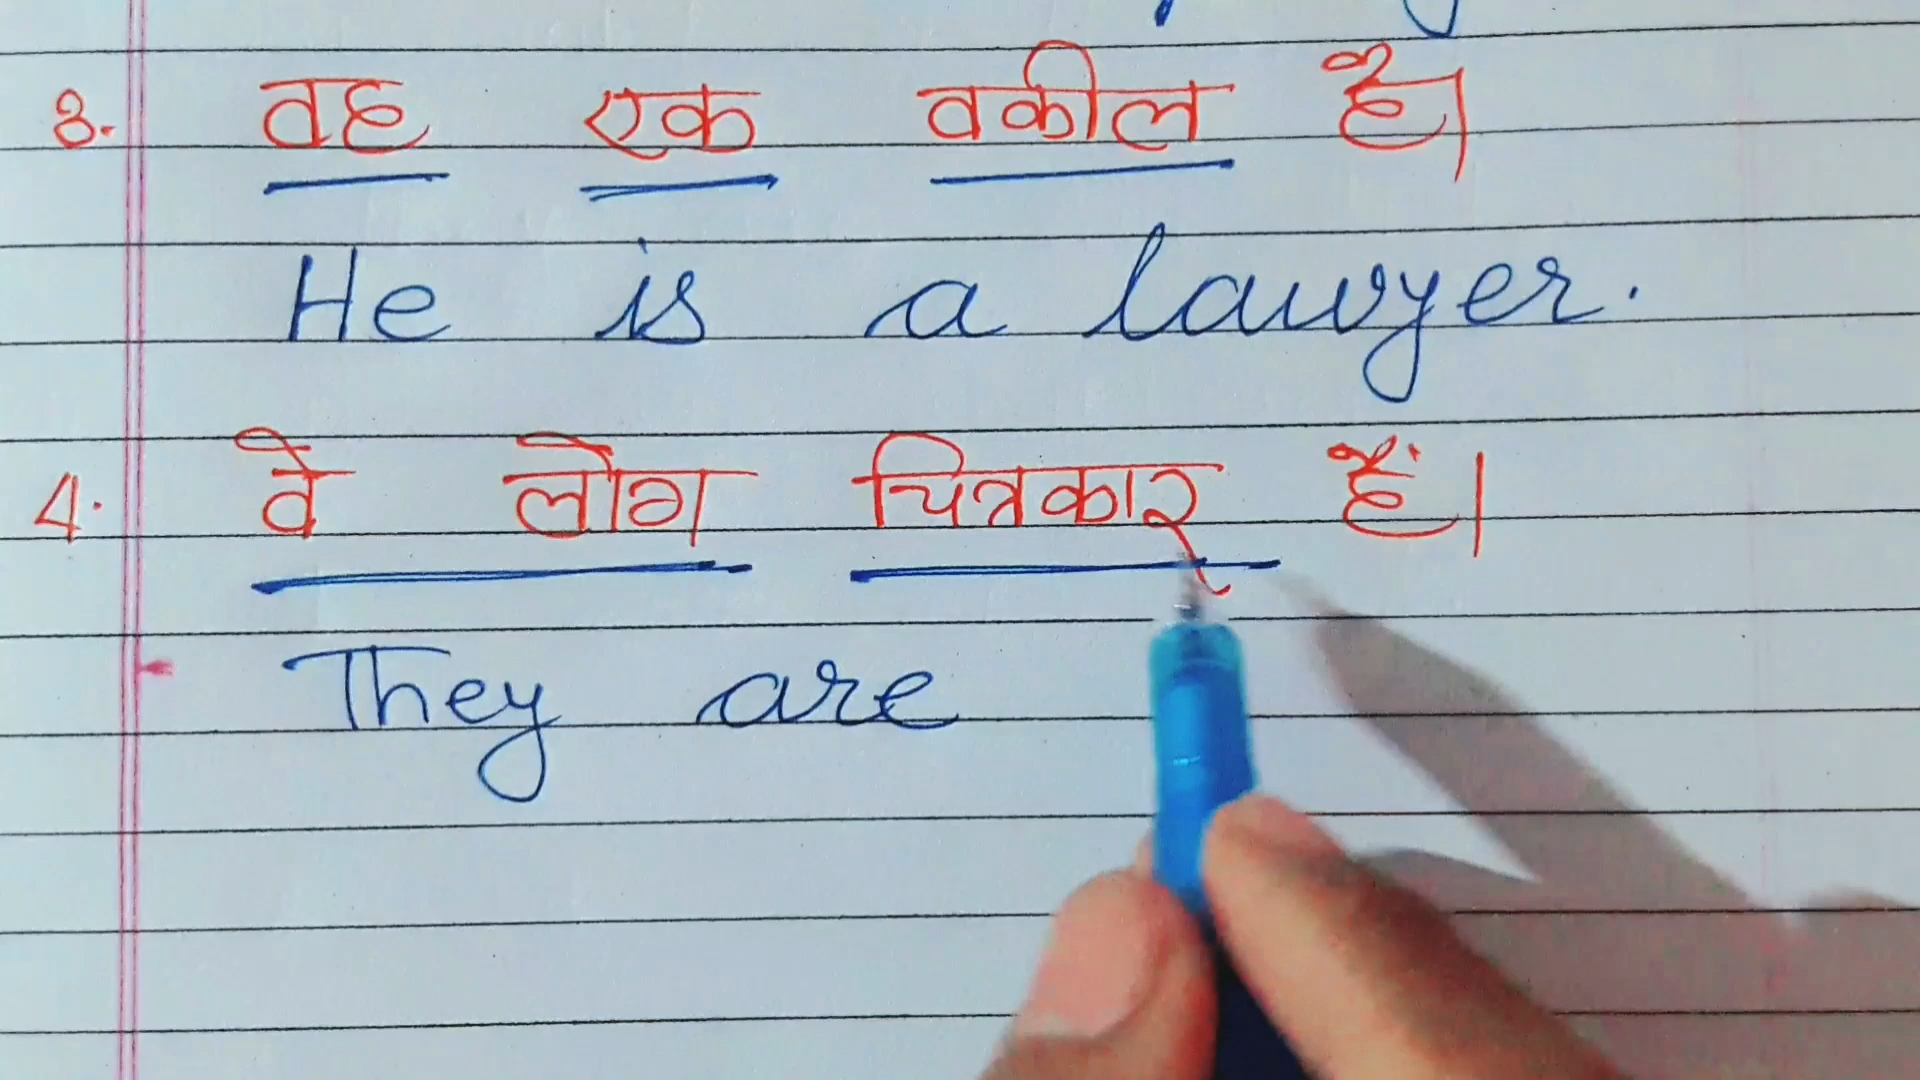 3. वह एक वकील है।
He is a lawyer.
4. वे लोग चित्रकार हैं।
They are